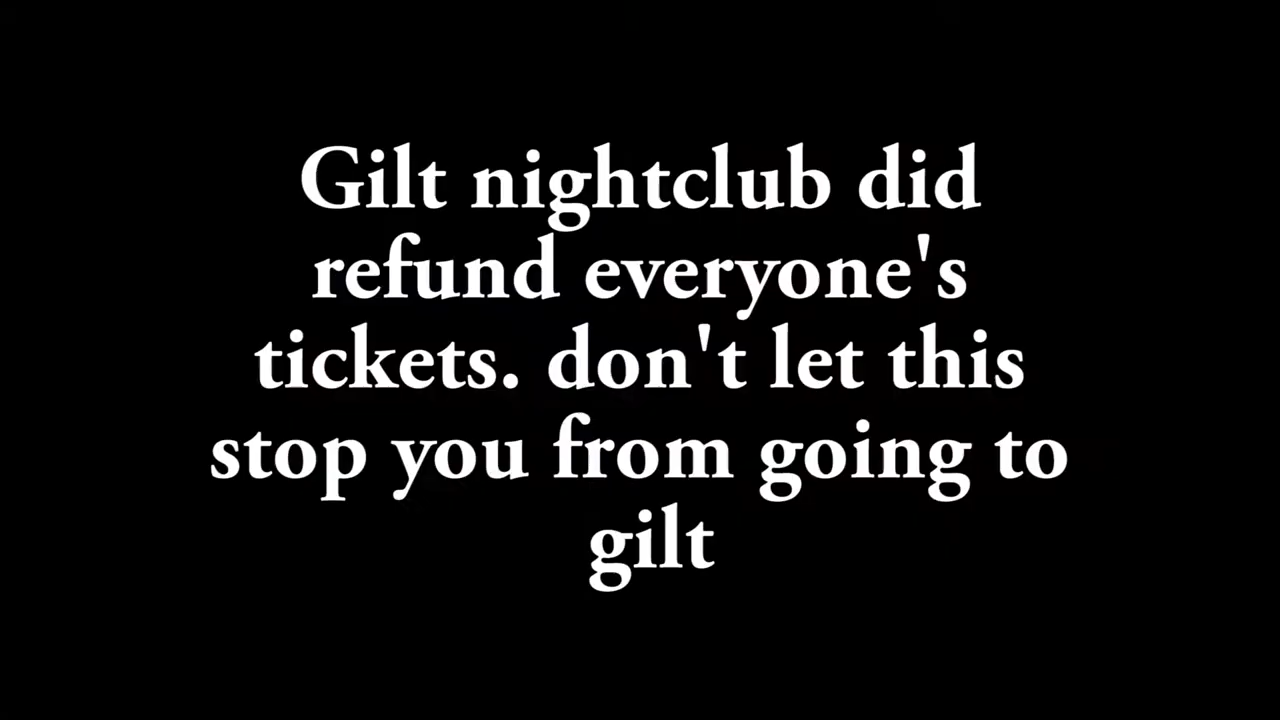 Gilt nightclub did
refund everyone's
tickets. don't let this
stop you from going to
gilt